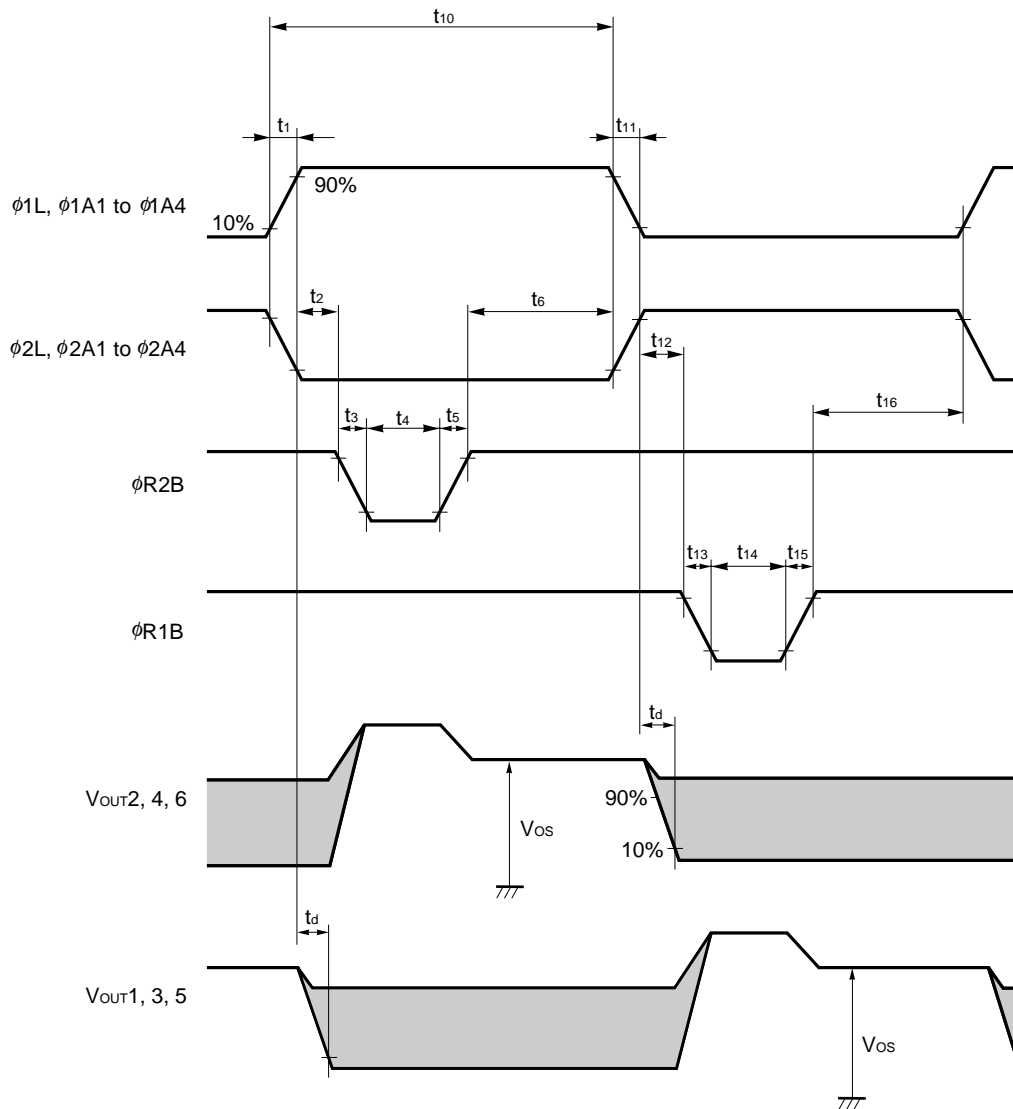 t10
t1
t11
ϕ1L, ϕ1A1 to ϕ1A4
90%
10%
t2
t6
ϕ2L, ϕ2A1 to ϕ2A4
t12
t16
t3 t4 t5
ϕR2B
t13 t14 t15
ϕR1B
td
VOUT2, 4, 6
90%
VOS
10%
td
VOUT1, 3, 5
VOS